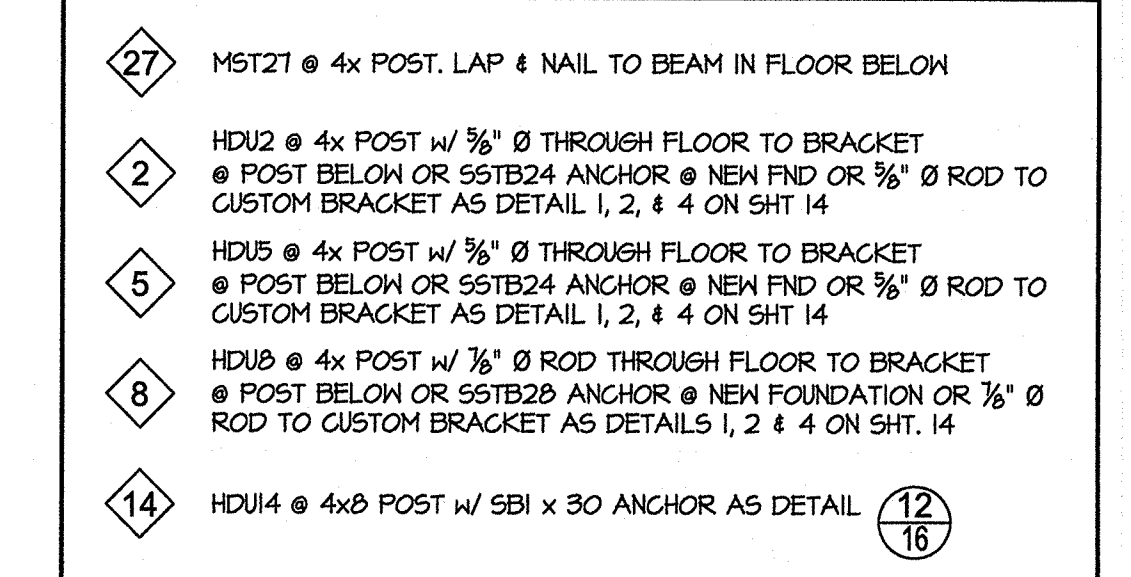 27 MST27 @ 4x POST. LAP & NAIL TO BEAM IN FLOOR BELOW
HDU2 @ 4x POST w/ ⅝" Ø THROUGH FLOOR TO BRACKET
2 @ POST BELOW OR SSTB24 ANCHOR @ NEW FND OR ⅝" Ø ROD TO
CUSTOM BRACKET AS DETAIL 1, 2, & 4 ON SHT 14
HDU5 @ 4x POST w/ ⅝" Ø THROUGH FLOOR TO BRACKET
5 @ POST BELOW OR SSTB24 ANCHOR @ NEW FND OR ⅝" Ø ROD TO
CUSTOM BRACKET AS DETAIL 1, 2, & 4 ON SHT 14
HDU8 @ 4x POST w/ ⅞" Ø ROD THROUGH FLOOR TO BRACKET
8 @ POST BELOW OR SSTB28 ANCHOR @ NEW FOUNDATION OR ⅞" Ø
ROD TO CUSTOM BRACKET AS DETAILS 1, 2 & 4 ON SHT. 14
14 HDU14 @ 4x8 POST w/ SB1 x 30 ANCHOR AS DETAIL 12
16